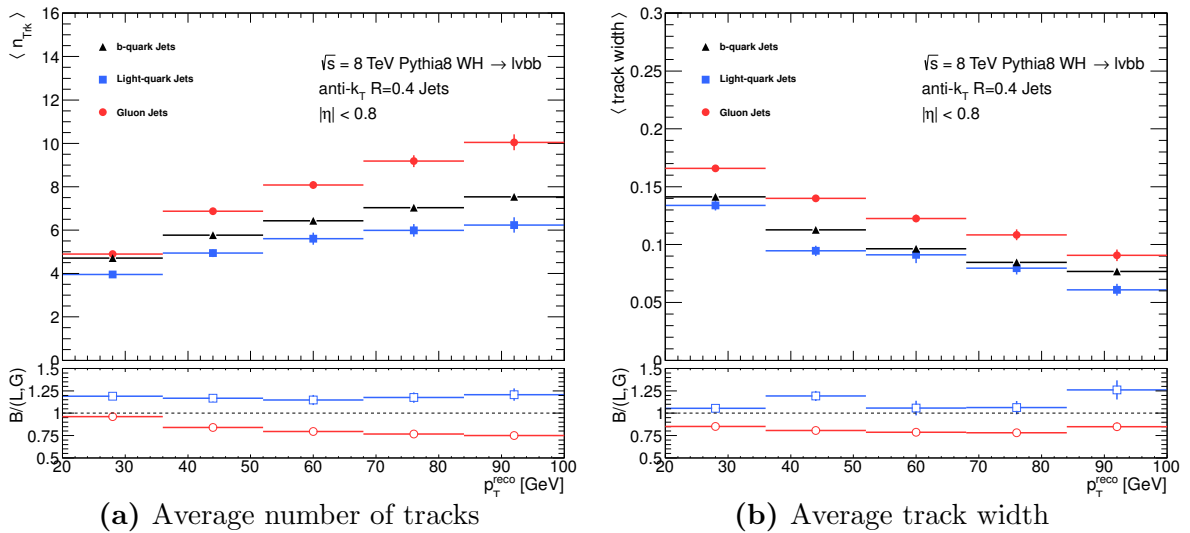 ⟨ n_Trk ⟩
16
14
12
10
8
6
4
2
0
b-quark Jets
Light-quark Jets
Gluon Jets
√s = 8 TeV Pythia8 WH → lvbb
anti-k_T R=0.4 Jets
|η| < 0.8
B/(L,G)
1.25
1
0.75
0.5
20 30 40 50 60 70 80 90 100
p_T^reco [GeV]
(a) Average number of tracks
⟨ track width ⟩
0.3
0.25
0.2
0.15
0.1
0.05
0
b-quark Jets
Light-quark Jets
Gluon Jets
√s = 8 TeV Pythia8 WH → lvbb
anti-k_T R=0.4 Jets
|η| < 0.8
B/(L,G)
1.25
1
0.75
0.5
20 30 40 50 60 70 80 90 100
p_T^reco [GeV]
(b) Average track width